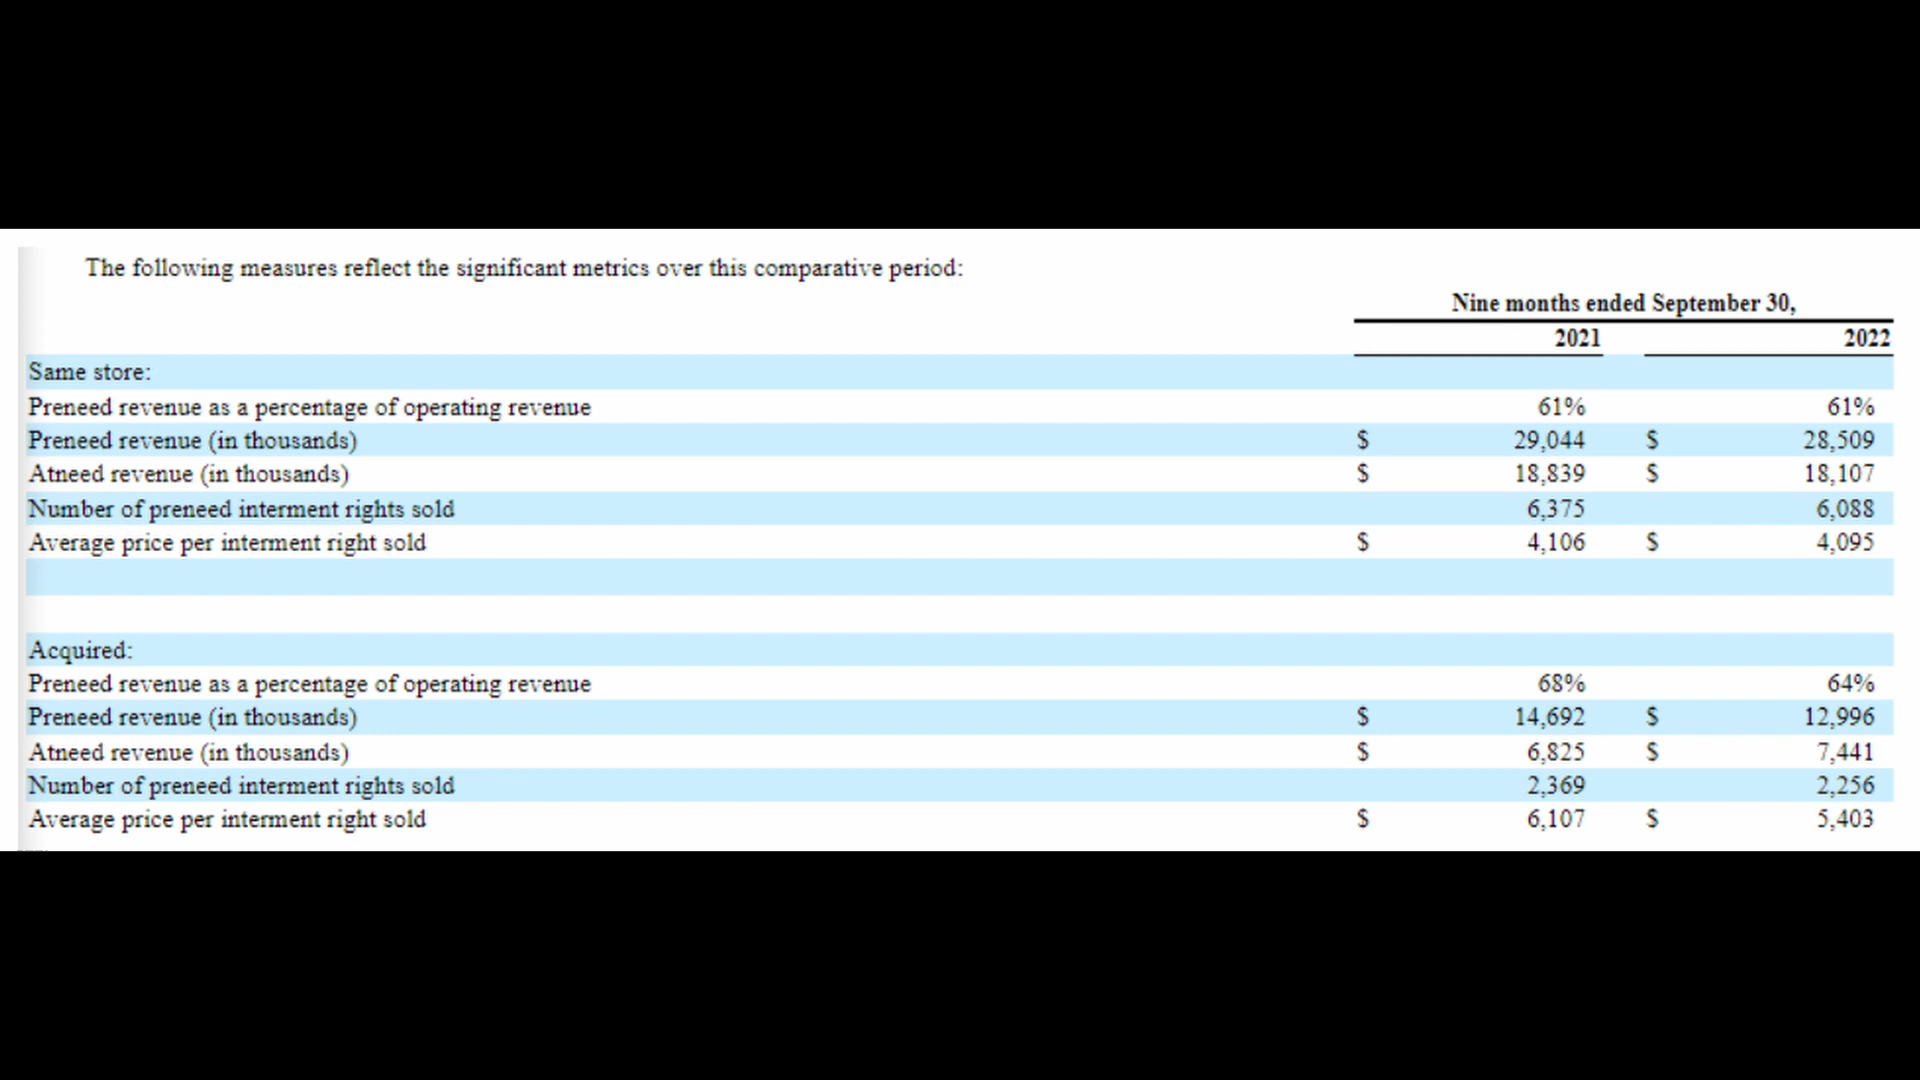 The following measures reflect the significant metrics over this comparative period:
Nine months ended September 30,
2021 2022
Same store:
Preneed revenue as a percentage of operating revenue 61% 61%
Preneed revenue (in thousands) $ 29,044 $ 28,509
Atneed revenue (in thousands) $ 18,839 $ 18,107
Number of preneed interment rights sold 6,375 6,088
Average price per interment right sold $ 4,106 $ 4,095
Acquired:
Preneed revenue as a percentage of operating revenue 68% 64%
Preneed revenue (in thousands) $ 14,692 $ 12,996
Atneed revenue (in thousands) $ 6,825 $ 7,441
Number of preneed interment rights sold 2,369 2,256
Average price per interment right sold $ 6,107 $ 5,403